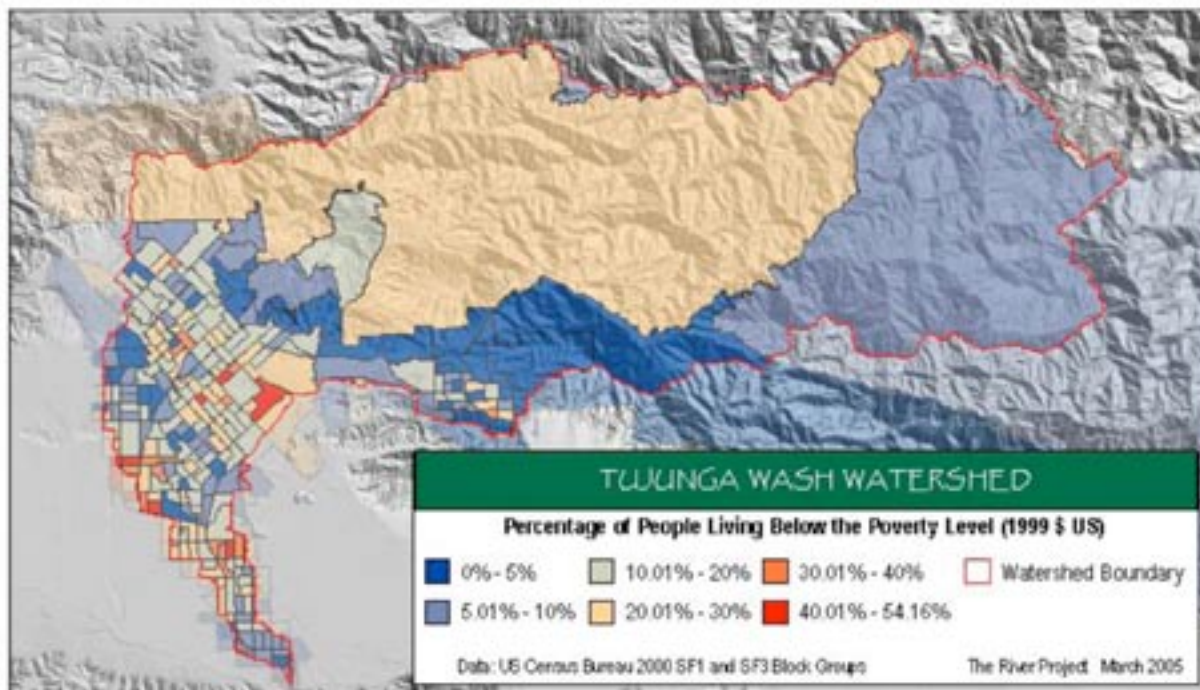 TUJUNGA WASH WATERSHED
Percentage of People Living Below the Poverty Level (1999 $ US)
0% - 5%
10.01% - 20%
30.01% - 40%
Watershed Boundary
5.01% - 10%
20.01% - 30%
40.01% - 54.16%
Data: US Census Bureau 2000 SF1 and SF3 Block Groups
The River Project March 2005